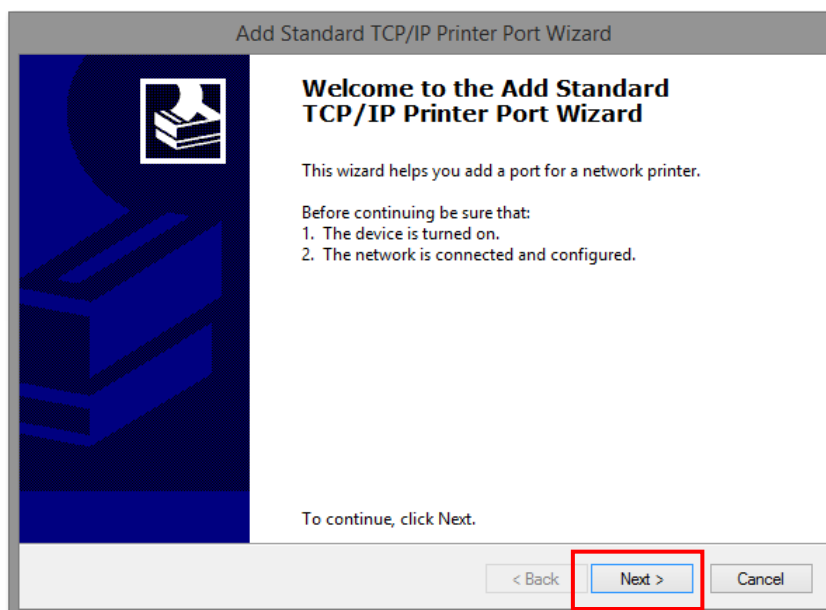 Add Standard TCP/IP Printer Port Wizard
Welcome to the Add Standard
TCP/IP Printer Port Wizard
This wizard helps you add a port for a network printer.
Before continuing be sure that:
1. The device is turned on.
2. The network is connected and configured.
To continue, click Next.
< Back
Next >
Cancel